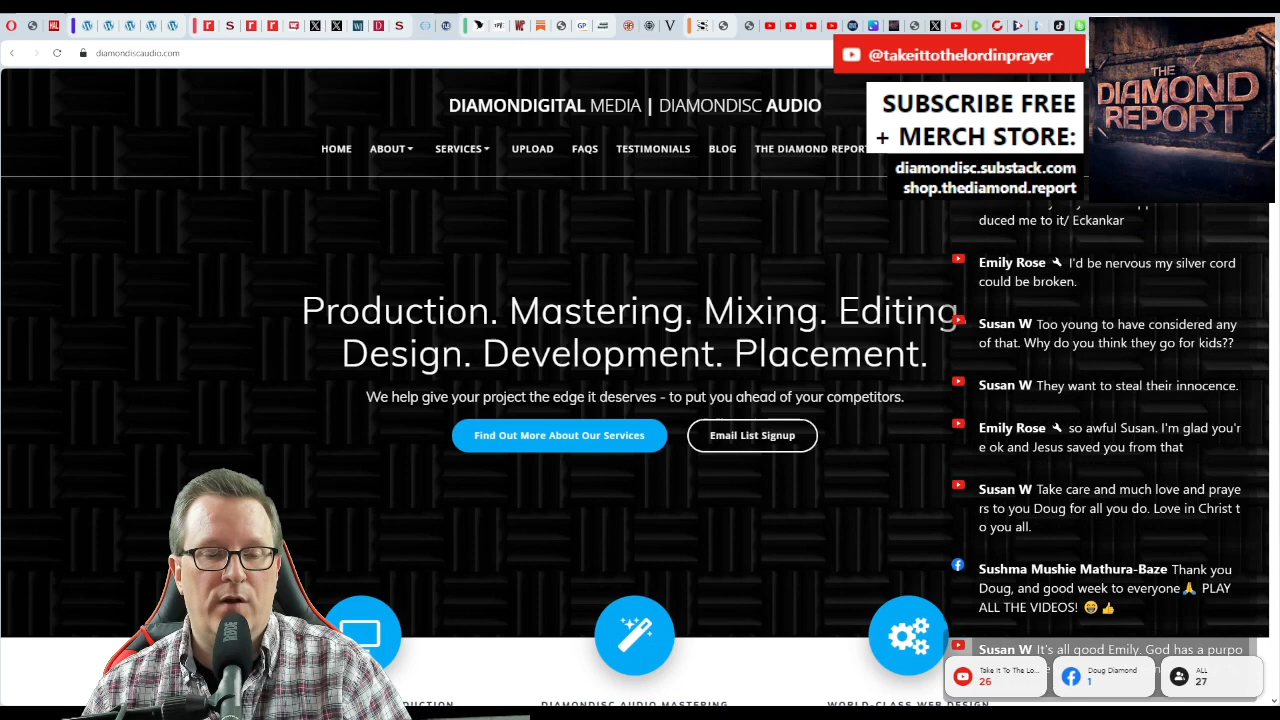 diamondiscaudio.com
@takeittothelordinprayer
DIAMONDIGITAL MEDIA | DIAMONDISC AUDIO
SUBSCRIBE FREE
+ MERCH STORE:
diamondisc.substack.com
shop.thediamond.report
THE
DIAMOND
REPORT
HOME ABOUT SERVICES UPLOAD FAQS TESTIMONIALS BLOG THE DIAMOND REPORT
duced me to it/ Eckankar
Emily Rose I'd be nervous my silver cord
could be broken.
Susan W Too young to have considered any
of that. Why do you think they go for kids??
Susan W They want to steal their innocence.
Emily Rose so awful Susan. I'm glad you'r
e ok and Jesus saved you from that
Susan W Take care and much love and praye
rs to you Doug for all you do. Love in Christ t
o you all.
Sushma Mushie Mathura-Baze Thank you
Doug, and good week to everyone🙏 PLAY
ALL THE VIDEOS! 😁👍
Susan W It's all good Emily. God has a purpo
Take It To The Lo...
26
Doug Diamond
1
ALL
27
Production. Mastering. Mixing. Editing.
Design. Development. Placement.
We help give your project the edge it deserves - to put you ahead of your competitors.
Find Out More About Our Services
Email List Signup
DIAMONDISC AUDIO MASTERING
WORLD-CLASS WEB DESIGN